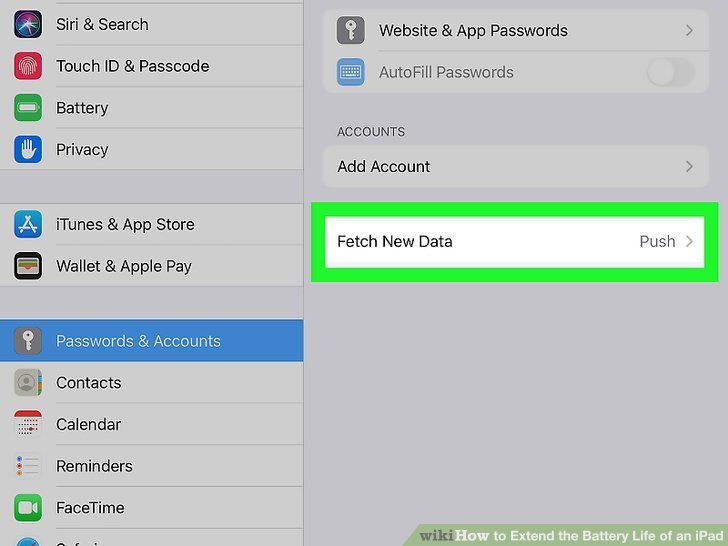 Siri & Search
Touch ID & Passcode
Battery
Privacy
iTunes & App Store
Wallet & Apple Pay
Passwords & Accounts
Contacts
Calendar
Reminders
FaceTime
Website & App Passwords
AutoFill Passwords
ACCOUNTS
Add Account
Fetch New Data Push
wikiHow to Extend the Battery Life of an iPad